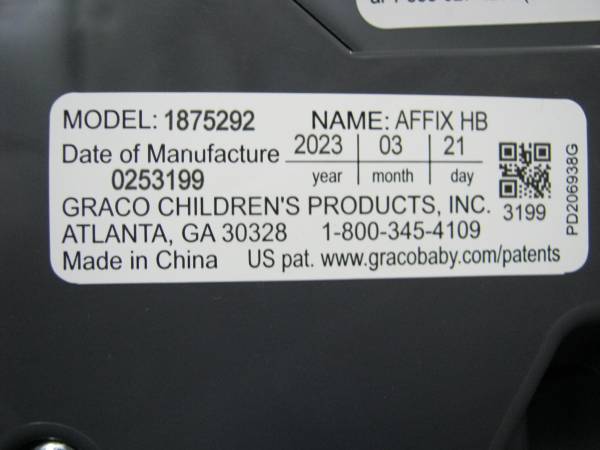 MODEL: 1875292 NAME: AFFIX HB
Date of Manufacture 2023 03 21
0253199 year month day
GRACO CHILDREN'S PRODUCTS, INC. 3199
ATLANTA, GA 30328 1-800-345-4109
Made in China US pat. www.gracobaby.com/patents
PD206938G